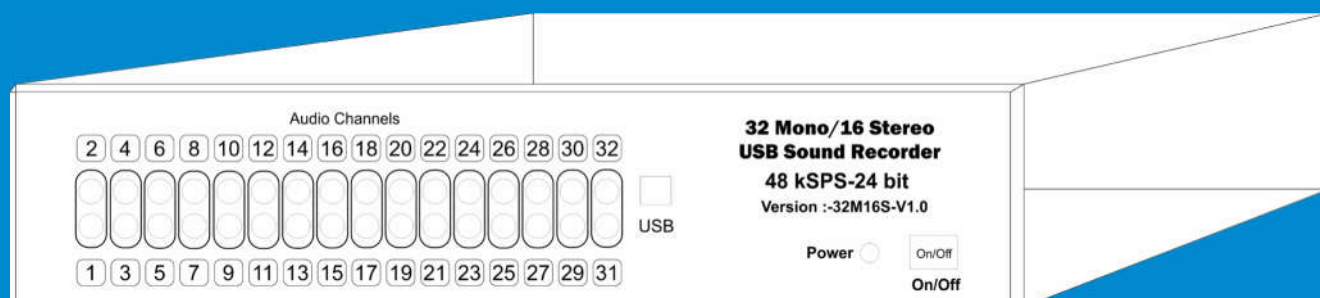 Audio Channels
2 4 6 8 10 12 14 16 18 20 22 24 26 28 30 32
1 3 5 7 9 11 13 15 17 19 21 23 25 27 29 31
USB
32 Mono/16 Stereo
USB Sound Recorder
48 kSPS-24 bit
Version :-32M16S-V1.0
Power
On/Off
On/Off